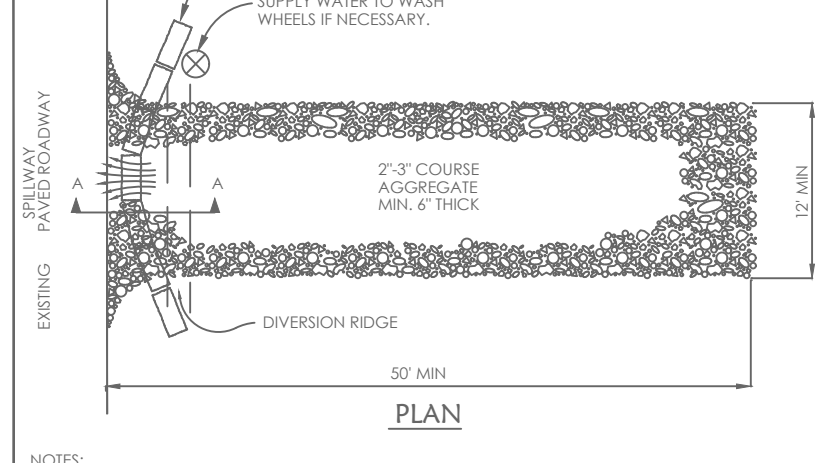 SUPPLY WATER TO WASH
WHEELS IF NECESSARY.
SPILLWAY
EXISTING PAVED ROADWAY
A
A
2"-3" COURSE
AGGREGATE
MIN. 6" THICK
12' MIN
DIVERSION RIDGE
50' MIN
PLAN
NOTES: